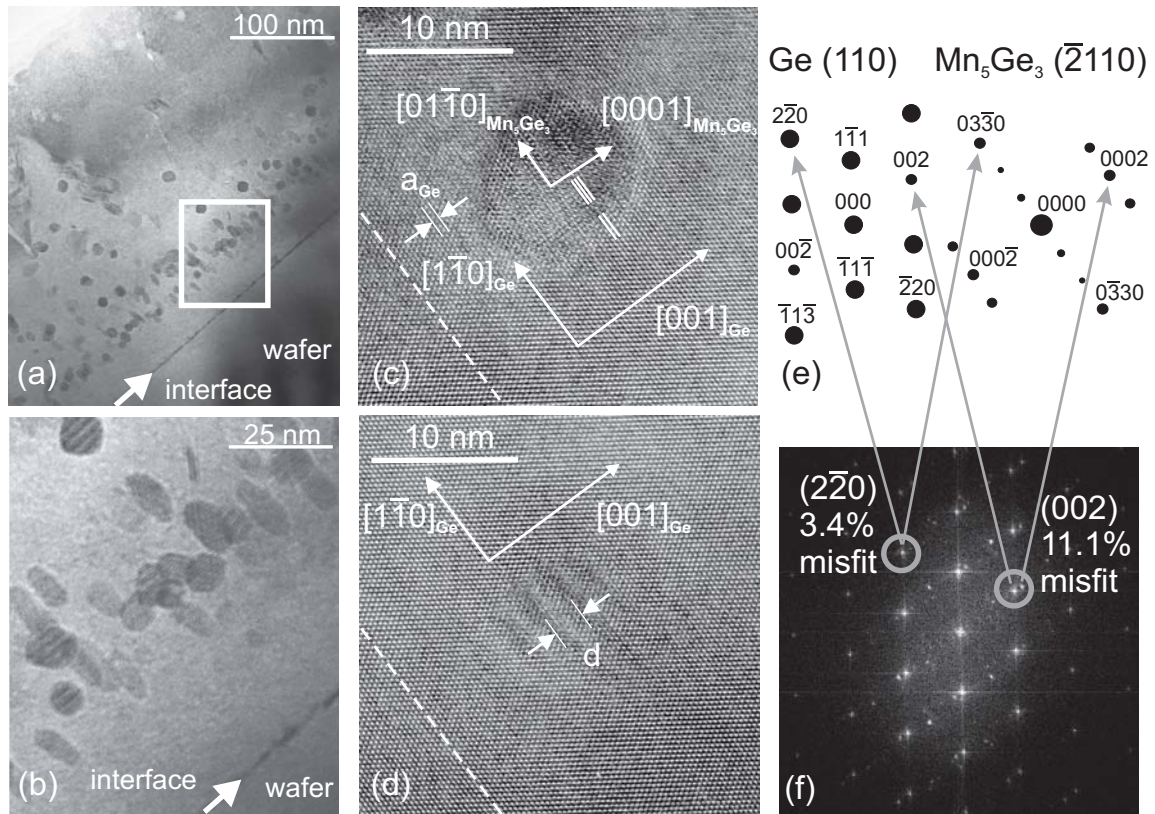 100 nm
wafer
(a)
interface
25 nm
interface
(b)
wafer
10 nm
[011̅0]Mn₅Ge₃
[0001]Mn₅Ge₃
aGe
[11̅0]Ge
[001]Ge
(c)
10 nm
[11̅0]Ge
[001]Ge
d
(d)
Ge (110)
Mn₅Ge₃ (2̅110)
22̅0
11̅1
002
033̅0
0002
000
0000
002̅
1̅11̅
1̅13̅
2̅20
0002̅
03̅30
(e)
(22̅0)
3.4%
misfit
(002)
11.1%
misfit
(f)